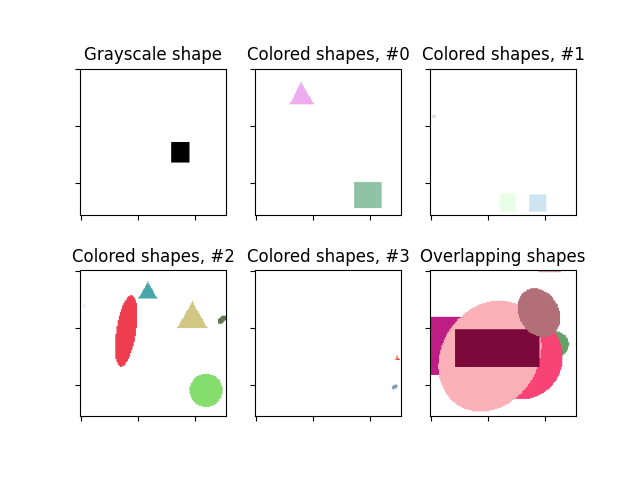 Grayscale shape
Colored shapes, #0
Colored shapes, #1
Colored shapes, #2
Colored shapes, #3
Overlapping shapes